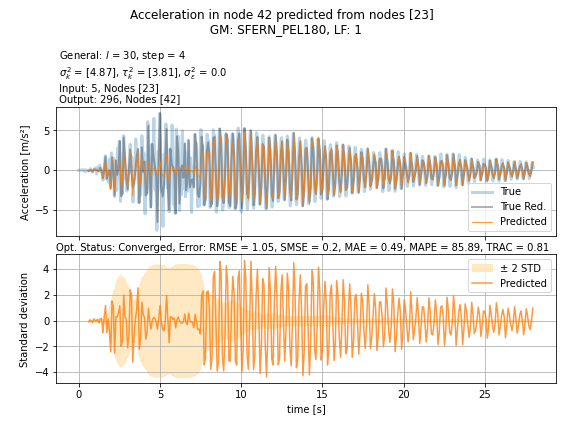 Acceleration in node 42 predicted from nodes [23]
GM: SFERN_PEL180, LF: 1
General: l = 30, step = 4
σ²ₖ = [4.87], τ²ₖ = [3.81], σ²_ε = 0.0
Input: 5, Nodes [23]
Output: 296, Nodes [42]
Acceleration [m/s²]
5
0
−5
True
True Red.
Predicted
Opt. Status: Converged, Error: RMSE = 1.05, SMSE = 0.2, MAE = 0.49, MAPE = 85.89, TRAC = 0.81
Standard deviation
4
2
0
−2
−4
± 2 STD
Predicted
0 5 10 15 20 25
time [s]